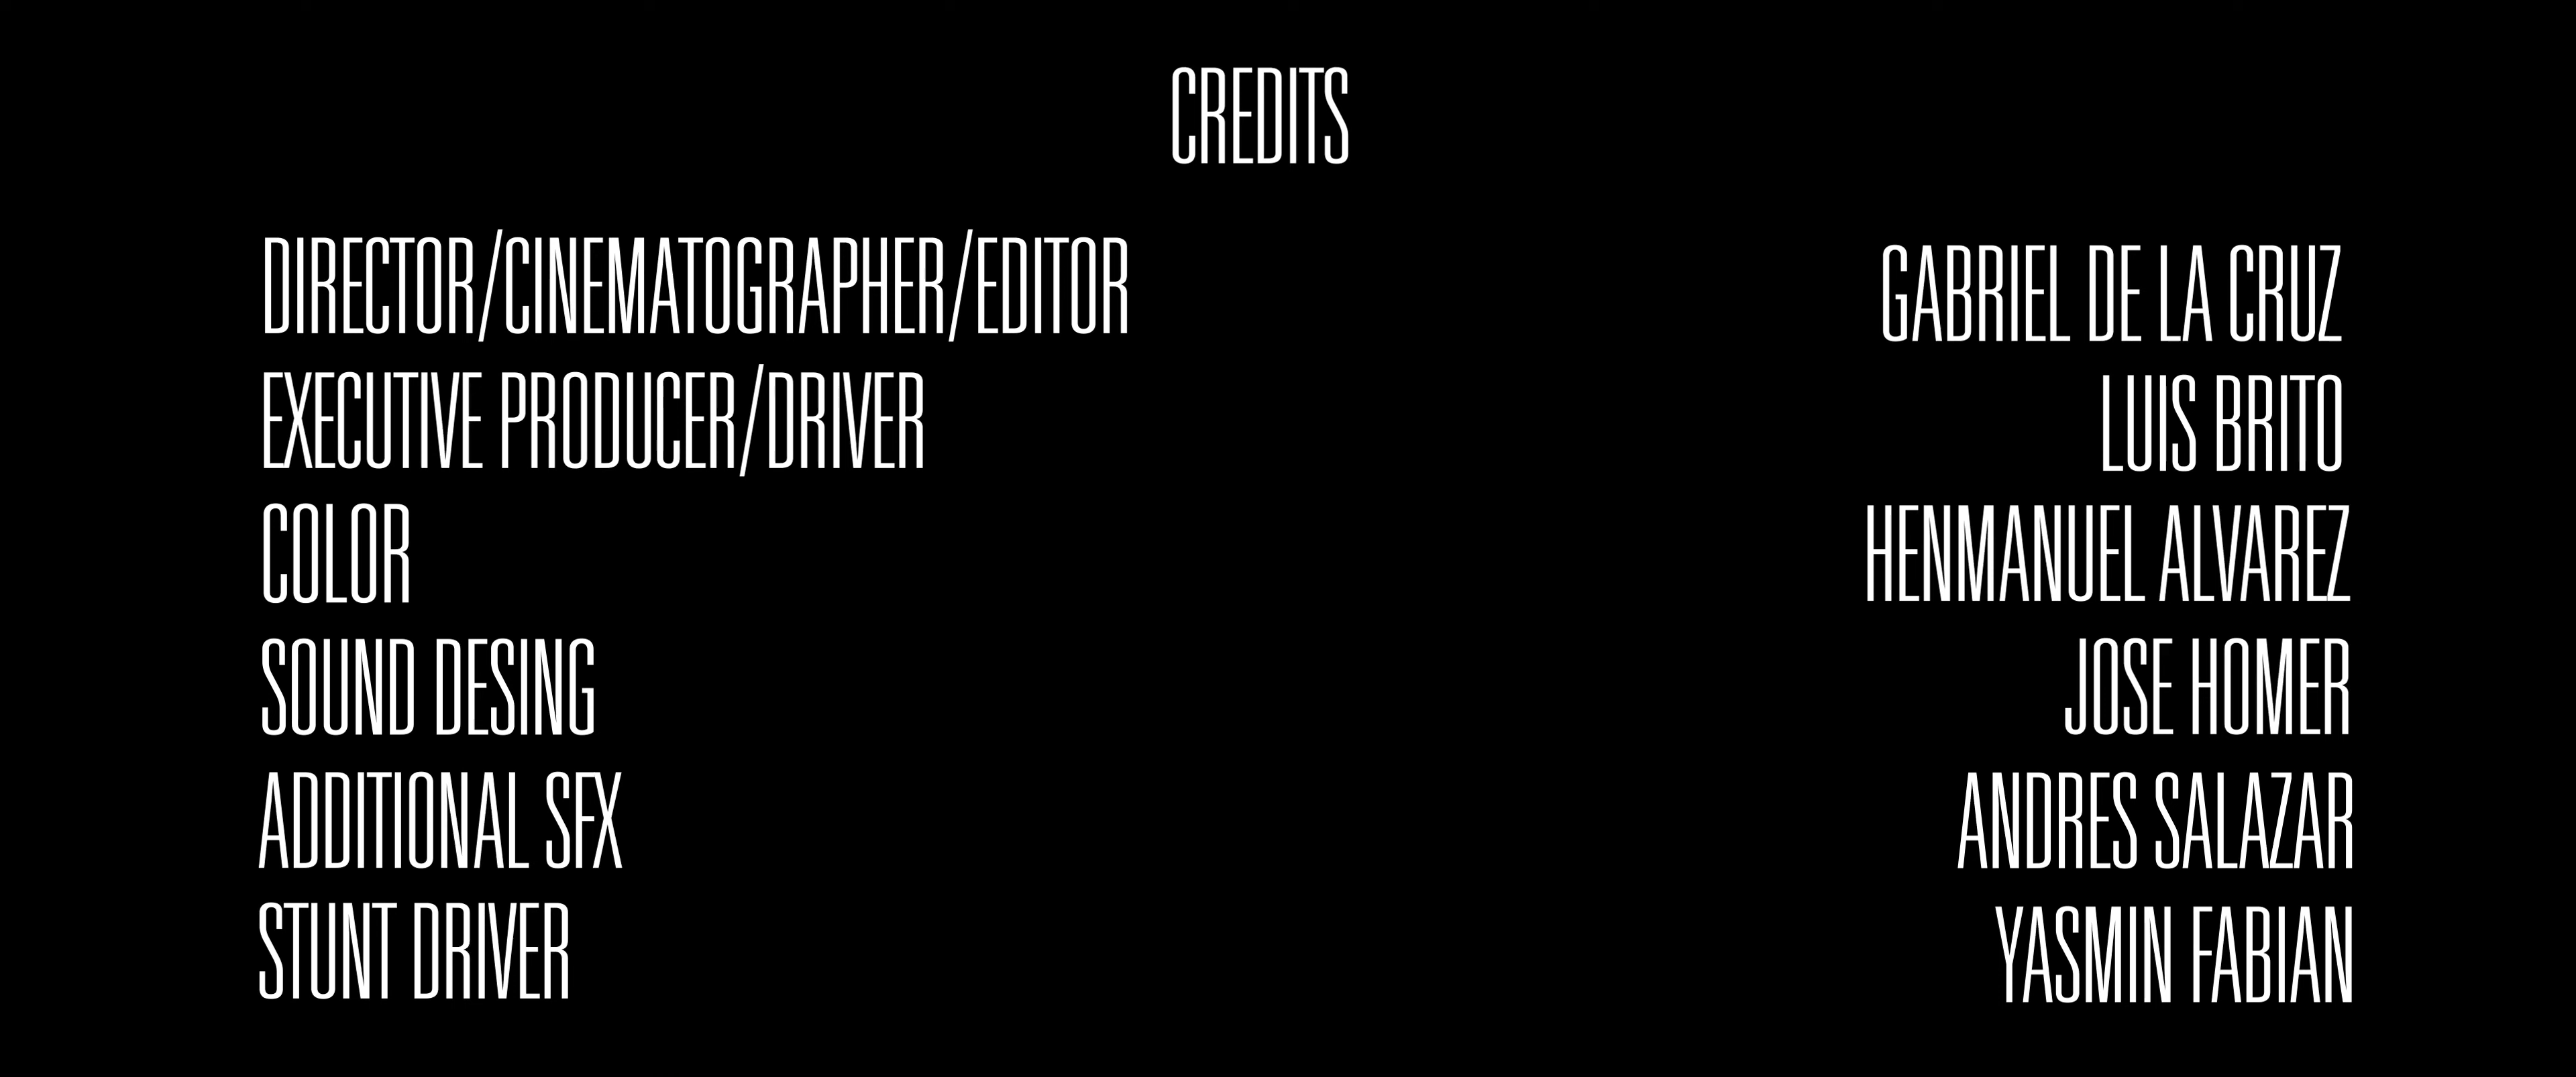 CREDITS
DIRECTOR/CINEMATOGRAPHER/EDITOR GABRIEL DE LA CRUZ
EXECUTIVE PRODUCER/DRIVER LUIS BRITO
COLOR HENMANUEL ALVAREZ
SOUND DESING JOSE HOMER
ADDITIONAL SFX ANDRES SALAZAR
STUNT DRIVER YASMIN FABIAN